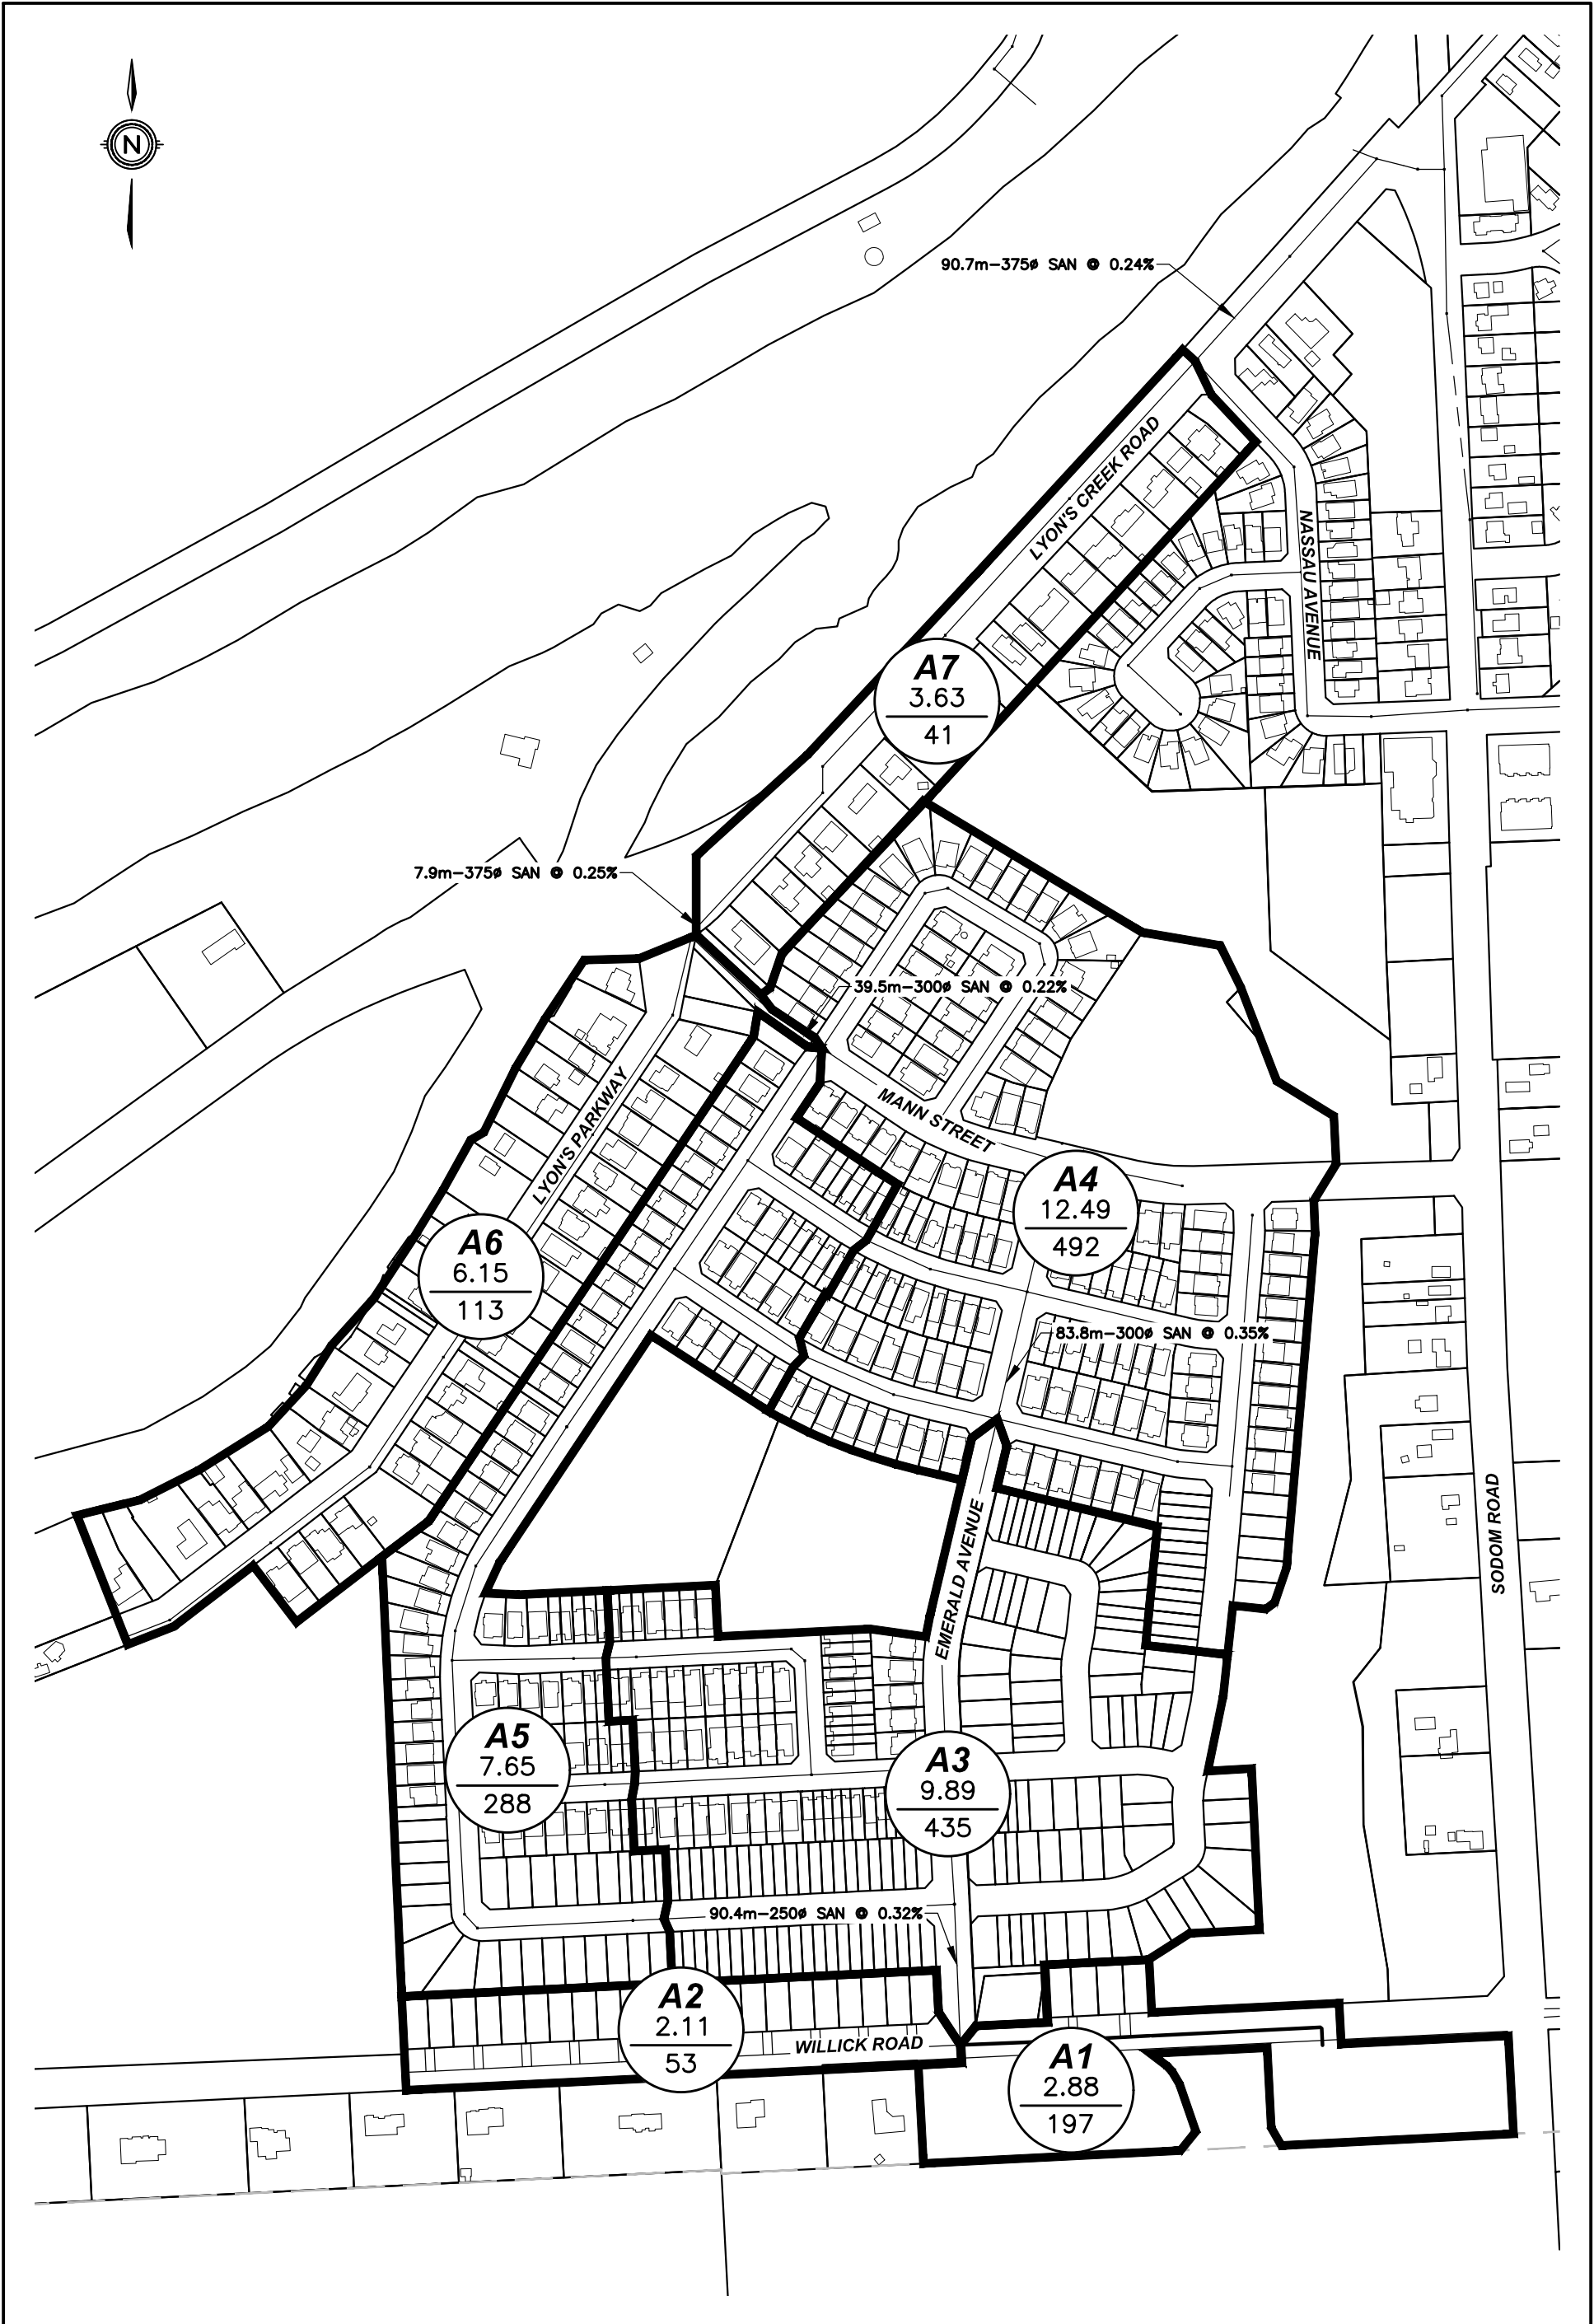 N
90.7m-375ø SAN @ 0.24%
LYON'S CREEK ROAD
NASSAU AVENUE
A7
3.63
41
7.9m-375ø SAN @ 0.25%
39.5m-300ø SAN @ 0.22%
LYON'S PARKWAY
MANN STREET
A4
12.49
492
A6
6.15
113
83.8m-300ø SAN @ 0.35%
SODOM ROAD
EMERALD AVENUE
A5
7.65
288
A3
9.89
435
90.4m-250ø SAN @ 0.32%
A2
2.11
53
WILLICK ROAD
A1
2.88
197